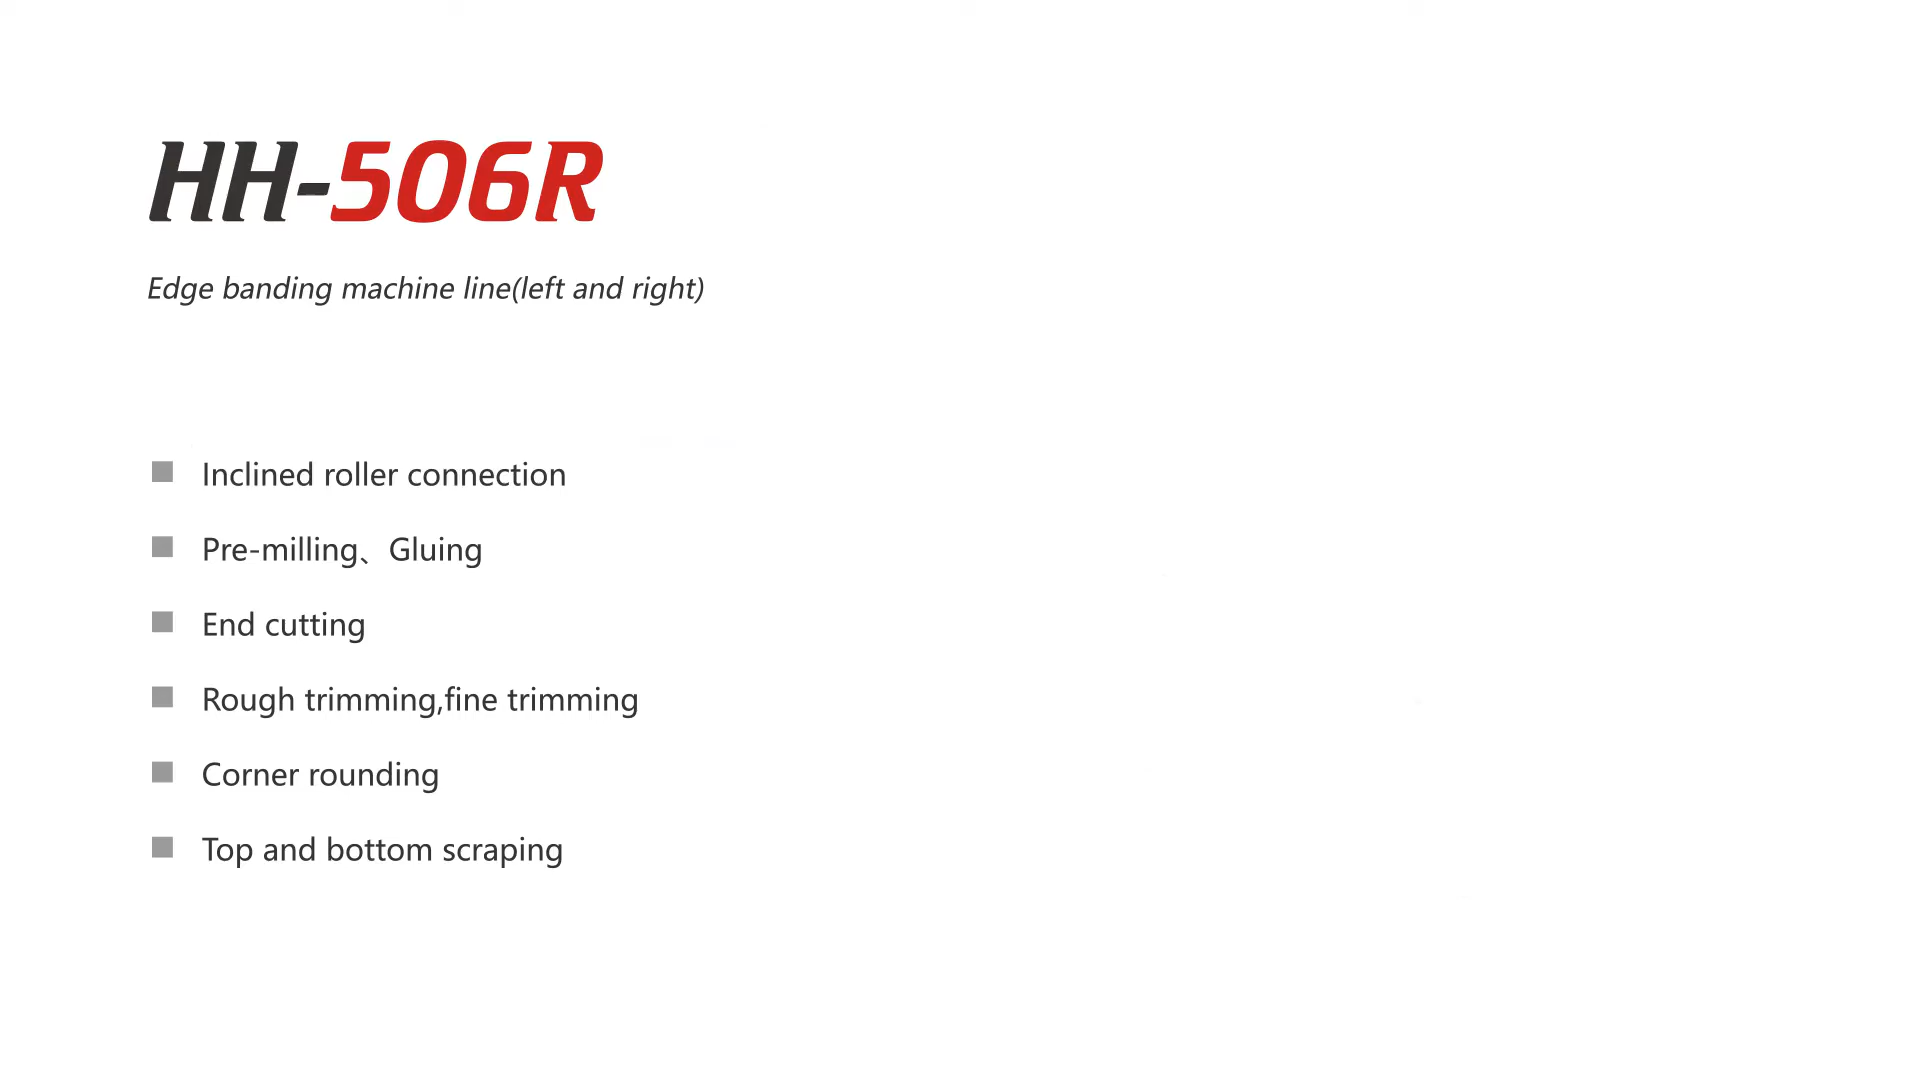 HH-506R
Edge banding machine line(left and right)
Inclined roller connection
Pre-milling、Gluing
End cutting
Rough trimming,fine trimming
Corner rounding
Top and bottom scraping